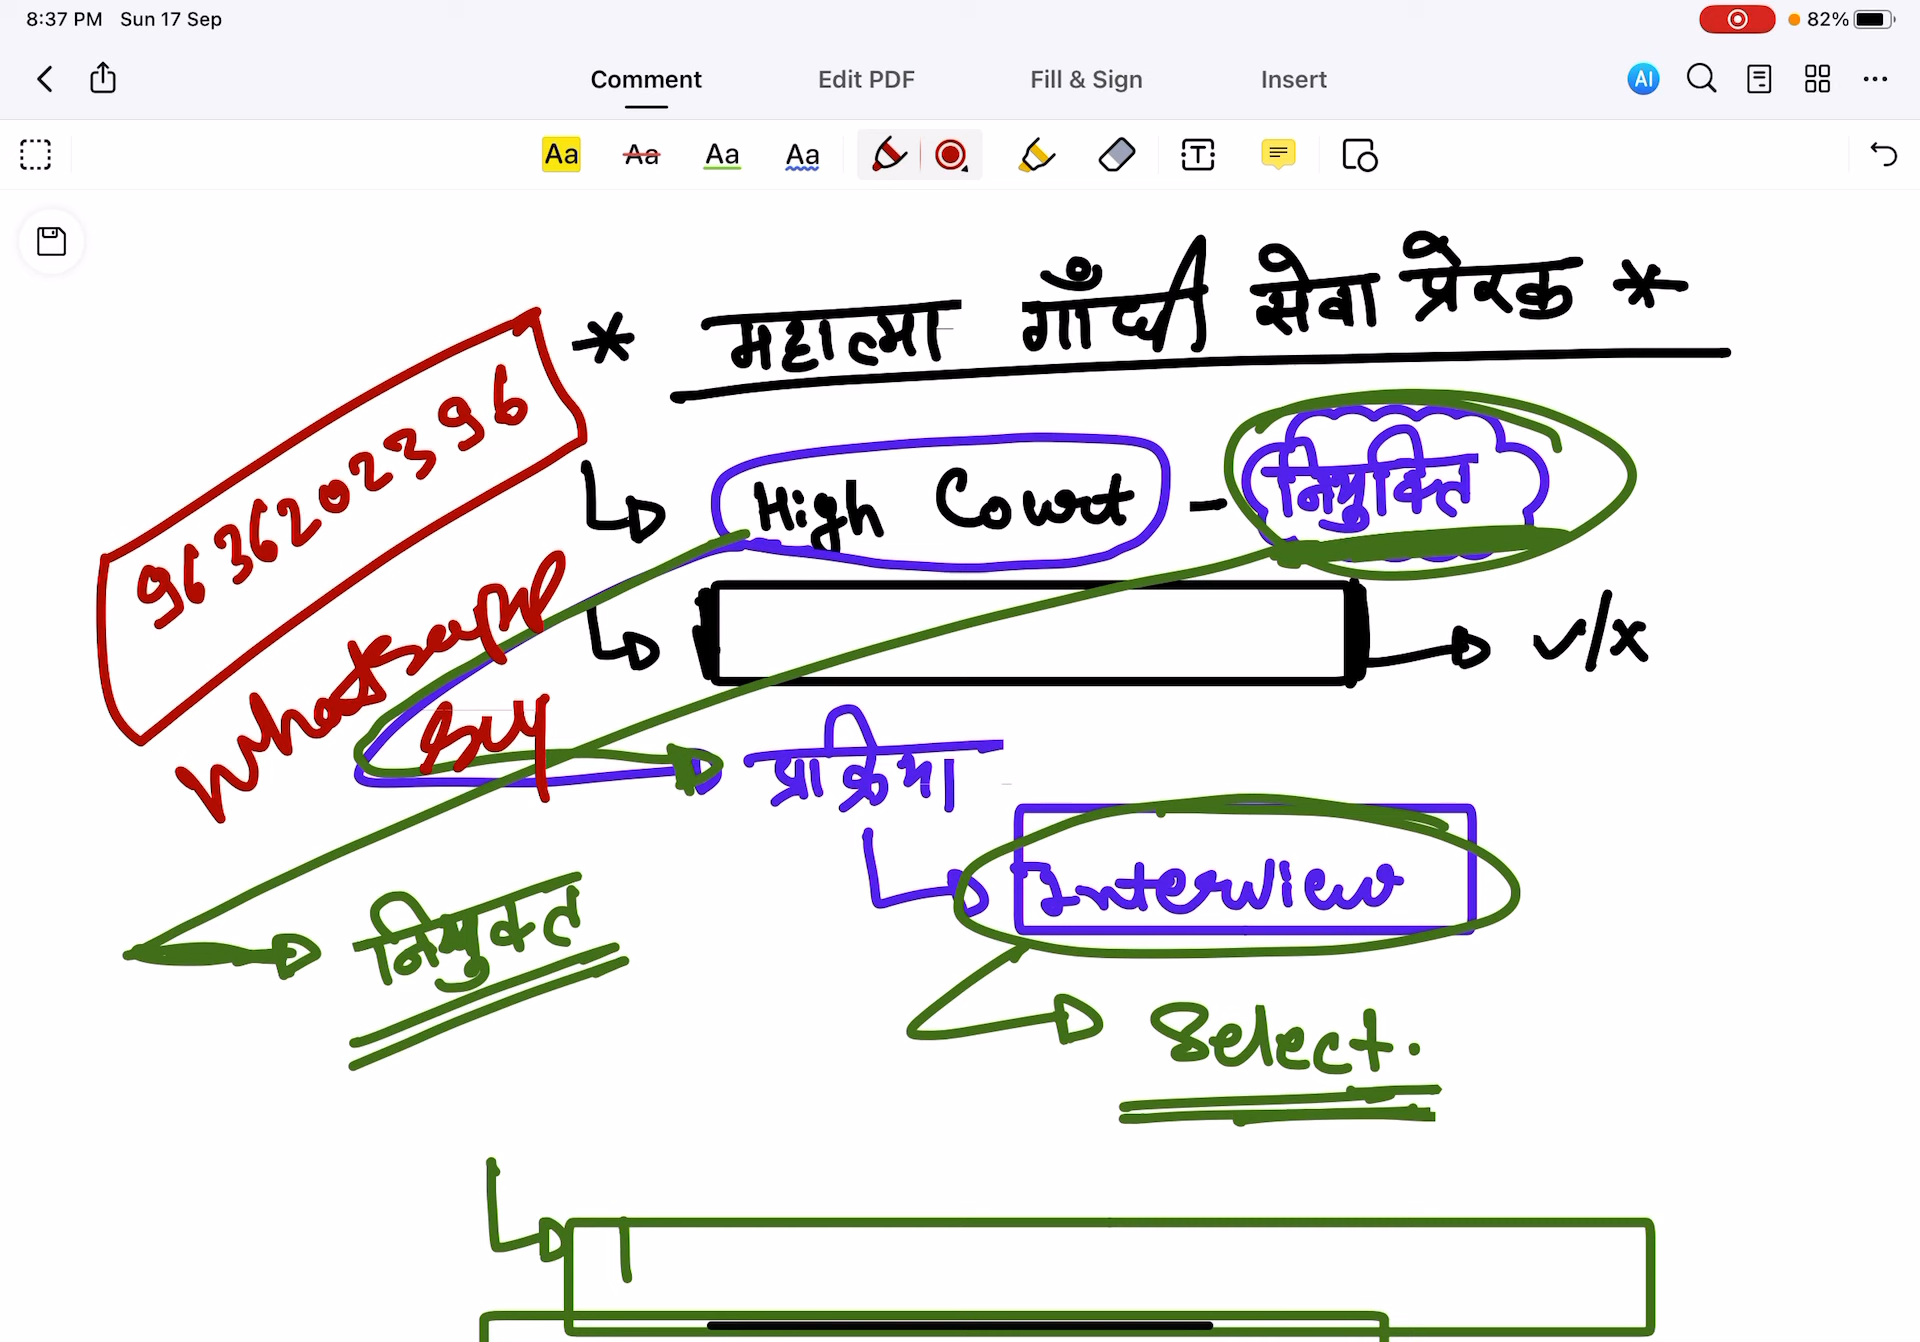 8:37 PM Sun 17 Sep
82%
Comment Edit PDF Fill & Sign Insert
AI
Aa Aa Aa Aa T
* महात्मा गाँधी सेवा प्रेरक *
9636202396
High Court - नियुक्ति
Whatsapp
✓/x
प्रक्रिया
Interview
नियुक्त
Select.